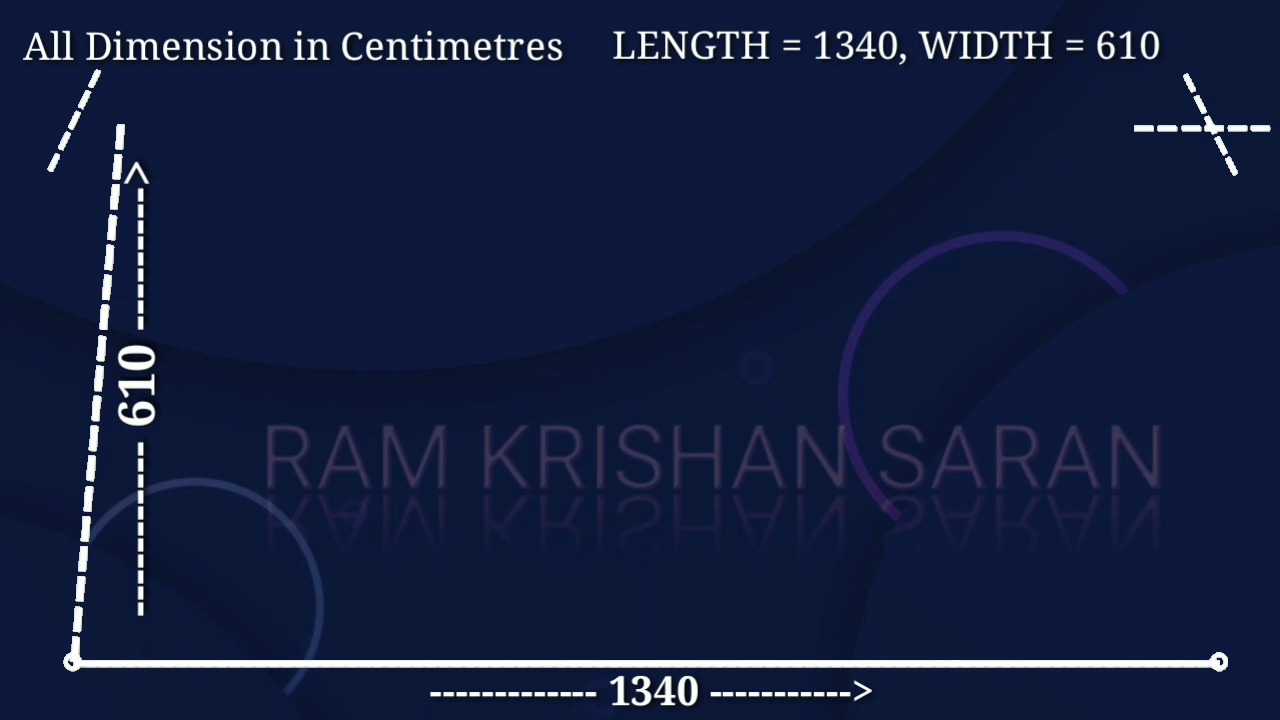 All Dimension in Centimetres LENGTH = 1340, WIDTH = 610
610
RAM KRISHAN SARAN
------------- 1340 ----------->